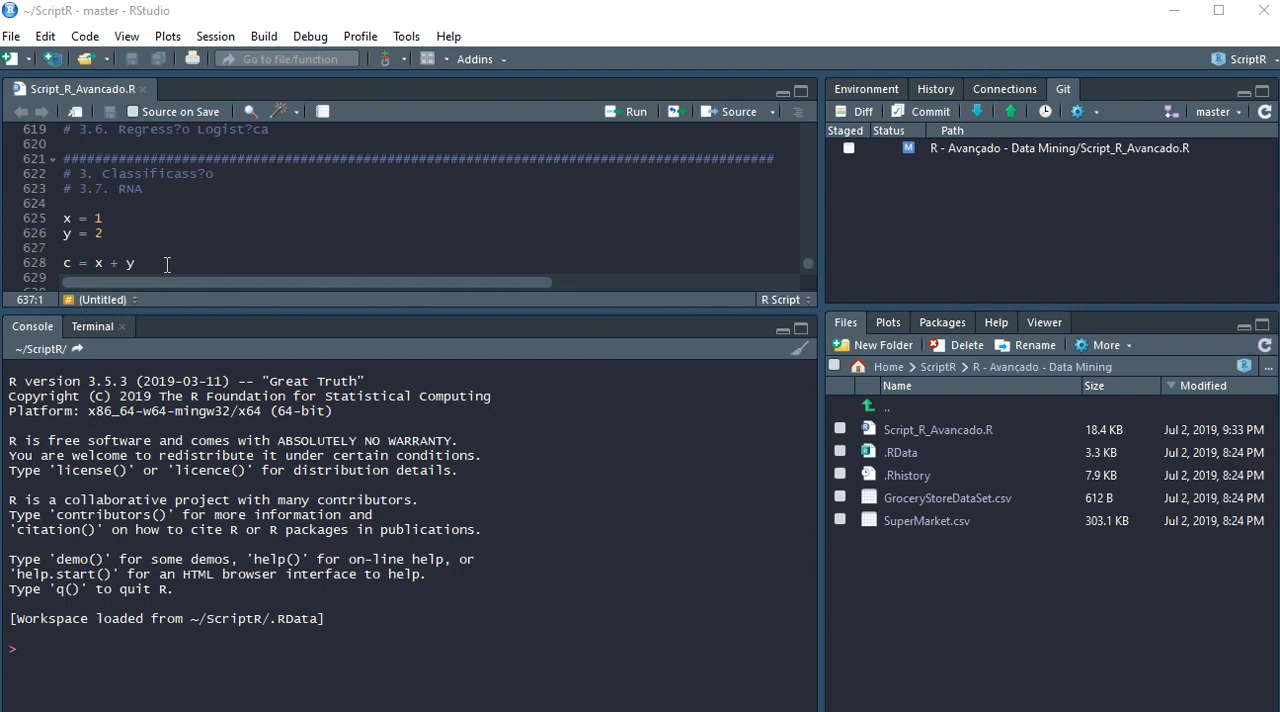 ~/ScriptR - master - RStudio
File Edit Code View Plots Session Build Debug Profile Tools Help
Go to file/function Addins ScriptR
Script_R_Avancado.R
Source on Save Run Source
619 # 3.6. Regress?o Logist?ca
620
621 ###########################################################################################
622 # 3. Classificass?o
623 # 3.7. RNA
624
625 x = 1
626 y = 2
627
628 c = x + y
629
637:1 # (Untitled) R Script
Console Terminal
~/ScriptR/
R version 3.5.3 (2019-03-11) -- "Great Truth"
Copyright (C) 2019 The R Foundation for Statistical Computing
Platform: x86_64-w64-mingw32/x64 (64-bit)
R is free software and comes with ABSOLUTELY NO WARRANTY.
You are welcome to redistribute it under certain conditions.
Type 'license()' or 'licence()' for distribution details.
R is a collaborative project with many contributors.
Type 'contributors()' for more information and
'citation()' on how to cite R or R packages in publications.
Type 'demo()' for some demos, 'help()' for on-line help, or
'help.start()' for an HTML browser interface to help.
Type 'q()' to quit R.
[Workspace loaded from ~/ScriptR/.RData]
>
Environment History Connections Git
Diff Commit master
Staged Status Path
M R - Avançado - Data Mining/Script_R_Avancado.R
Files Plots Packages Help Viewer
New Folder Delete Rename More
Home ScriptR R - Avançado - Data Mining ...
Name Size Modified
..
Script_R_Avancado.R 18.4 KB Jul 2, 2019, 9:33 PM
.RData 3.3 KB Jul 2, 2019, 8:24 PM
.Rhistory 7.9 KB Jul 2, 2019, 8:24 PM
GroceryStoreDataSet.csv 612 B Jul 2, 2019, 8:24 PM
SuperMarket.csv 303.1 KB Jul 2, 2019, 8:24 PM